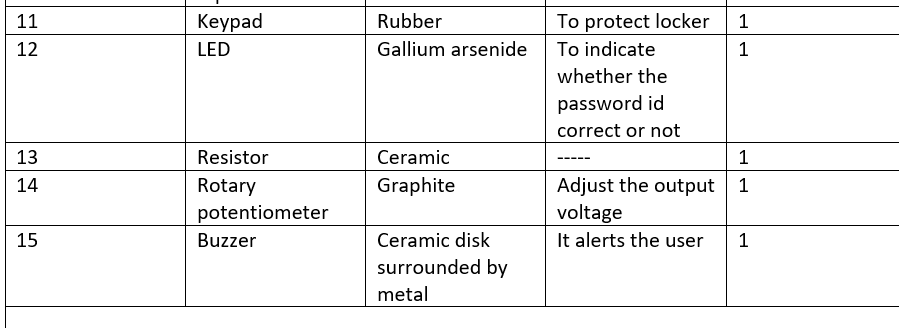 11 Keypad Rubber To protect locker 1
12 LED Gallium arsenide To indicate 1
whether the
password id
correct or not
13 Resistor Ceramic ----- 1
14 Rotary Graphite Adjust the output 1
potentiometer voltage
15 Buzzer Ceramic disk It alerts the user 1
surrounded by
metal